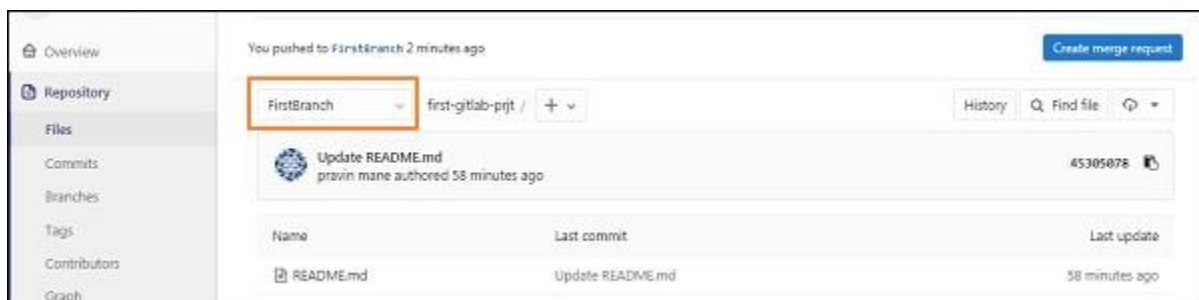 Overview
You pushed to FirstBranch 2 minutes ago
Create merge request
Repository
FirstBranch
first-gitlab-prjt / +
History
Find file
Files
Update README.md
pravin mane authored 58 minutes ago
45305078
Commits
Branches
Tags
Name Last commit Last update
Contributors
README.md Update README.md 58 minutes ago
Graph